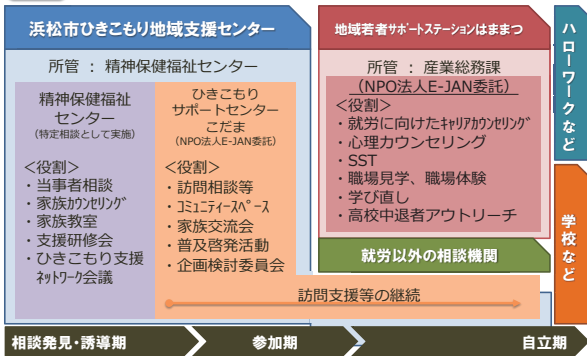 浜松市ひきこもり地域支援センター
所管 : 精神保健福祉センター
精神保健福祉
センター
(特定相談として実施)
<役割>
・当事者相談
・家族ｶｳﾝｾﾘﾝｸﾞ
・家族教室
・支援研修会
・ひきこもり支援
ﾈｯﾄﾜｰｸ会議
ひきこもり
サポートセンター
こだま
(NPO法人E-JAN委託)
<役割>
・訪問相談等
・ｺﾐｭﾆﾃｨｰｽﾍﾟｰｽ
・家族交流会
・普及啓発活動
・企画検討委員会
地域若者ｻﾎﾟｰﾄｽﾃｰｼｮﾝはままつ
所管 : 産業総務課
(NPO法人E-JAN委託)
<役割>
・就労に向けたｷｬﾘｱｶｳﾝｾﾘﾝｸﾞ
・心理カウンセリング
・SST
・職場見学、職場体験
・学び直し
・高校中退者アウトリーチ
就労以外の相談機関
訪問支援等の継続
ハローワークなど
学校など
相談発見・誘導期
参加期
自立期